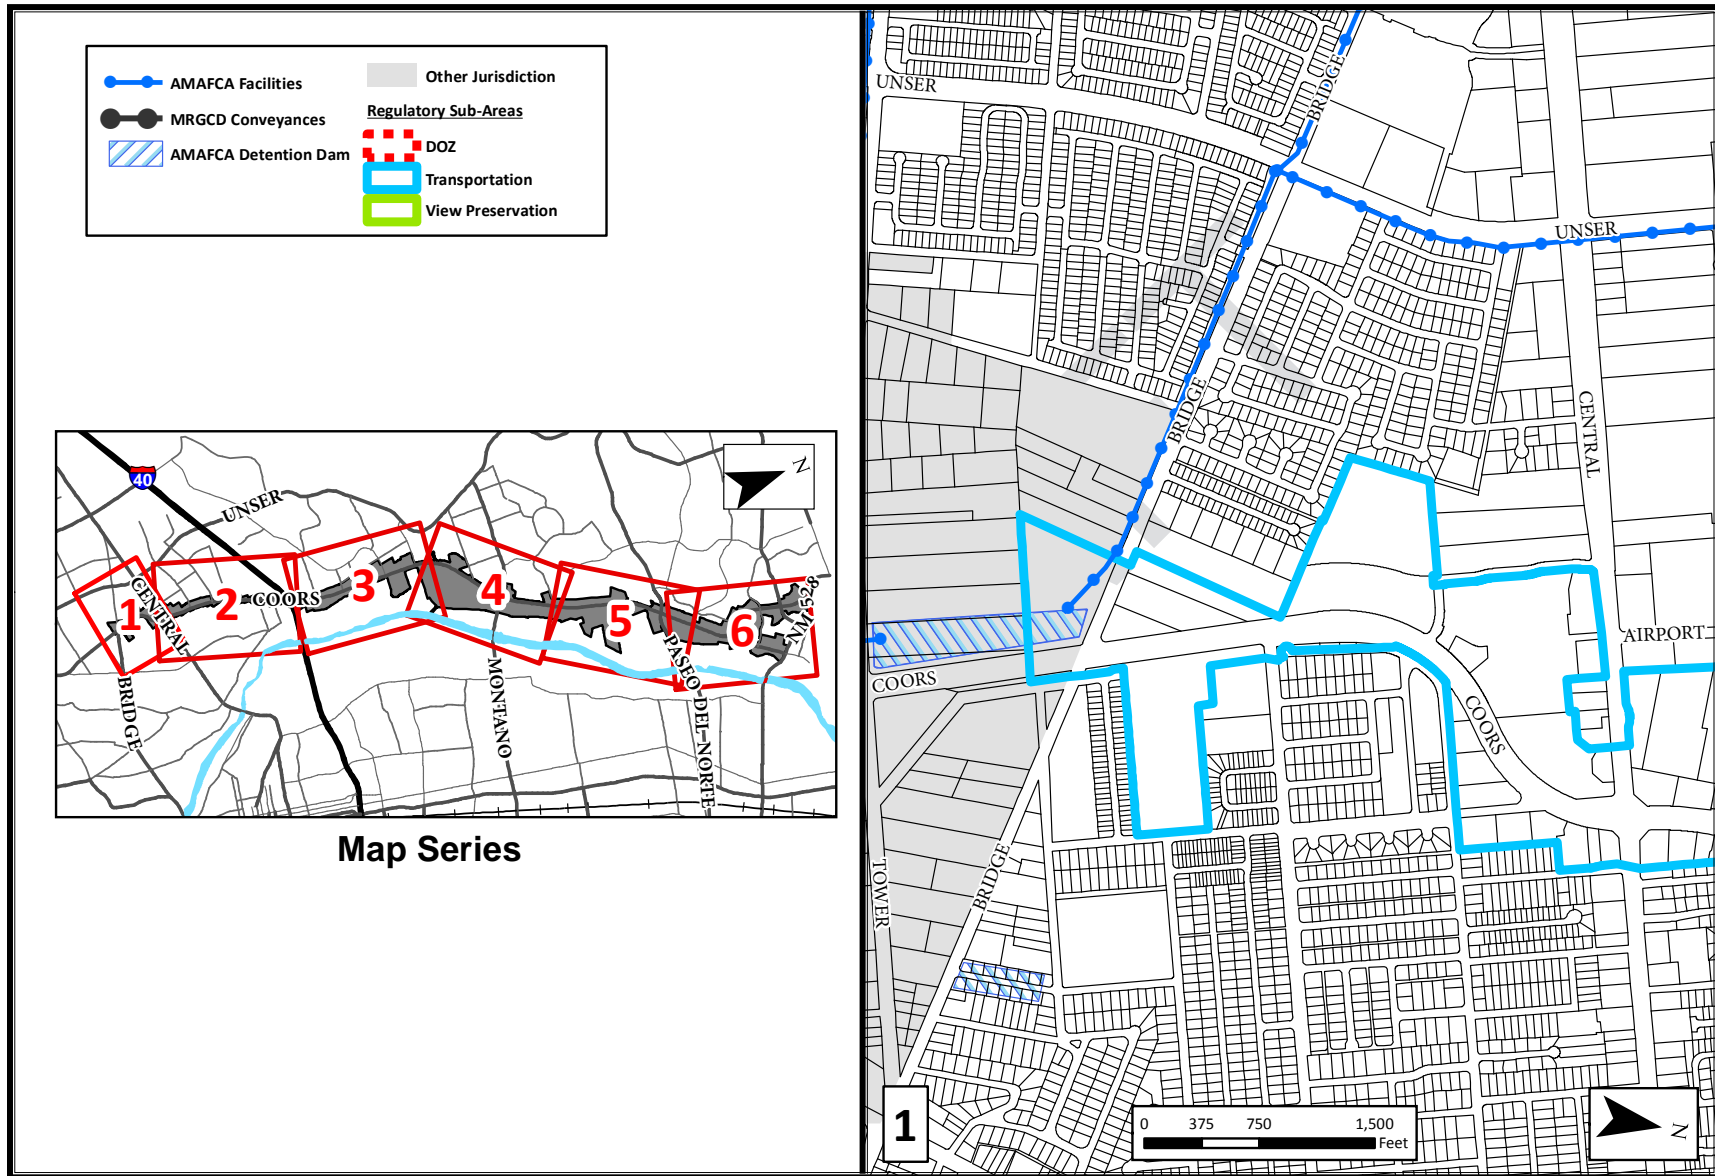 AMAFCA Facilities
MRGCD Conveyances
AMAFCA Detention Dam
Other Jurisdiction
Regulatory Sub-Areas
DOZ
Transportation
View Preservation
40
UNSER
N
1
CENTRAL
2
COORS
3
4
5
6
NM 528
BRIDGE
MONTANO
PASEO DEL NORTE
Map Series
UNSER
BRIDGE
UNSER
BRIDGE
CENTRAL
AIRPORT
COORS
COORS
TOWER
BRIDGE
1
0 375 750 1,500
Feet
N